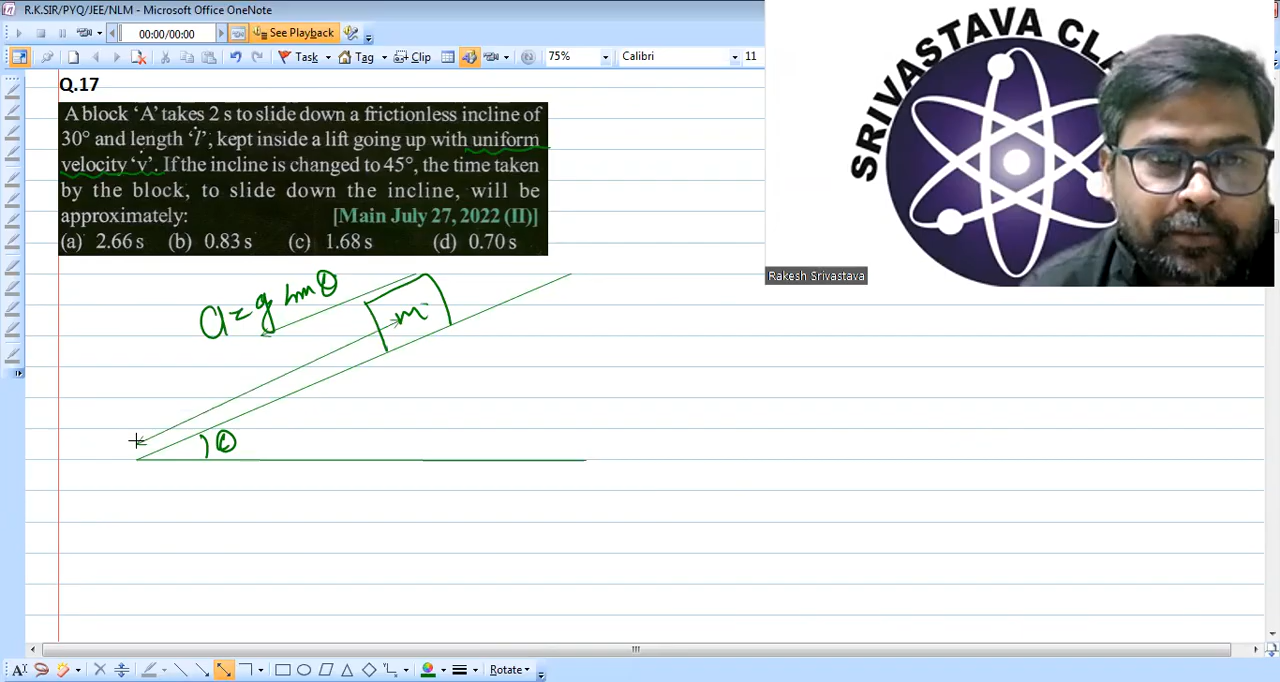 R.K.SIR/PYQ/JEE/NLM - Microsoft Office OneNote
00:00/00:00
See Playback
Task
Tag
Clip
75%
Calibri
11
Q.17
A block ‘A’ takes 2 s to slide down a frictionless incline of
30° and length ‘l’, kept inside a lift going up with uniform
velocity ‘v’. If the incline is changed to 45°, the time taken
by the block, to slide down the incline, will be
approximately: [Main July 27, 2022 (II)]
(a) 2.66 s (b) 0.83 s (c) 1.68 s (d) 0.70 s
a = g sin θ
m
θ
SRIVASTAVA CLA
Rakesh Srivastava
Rotate